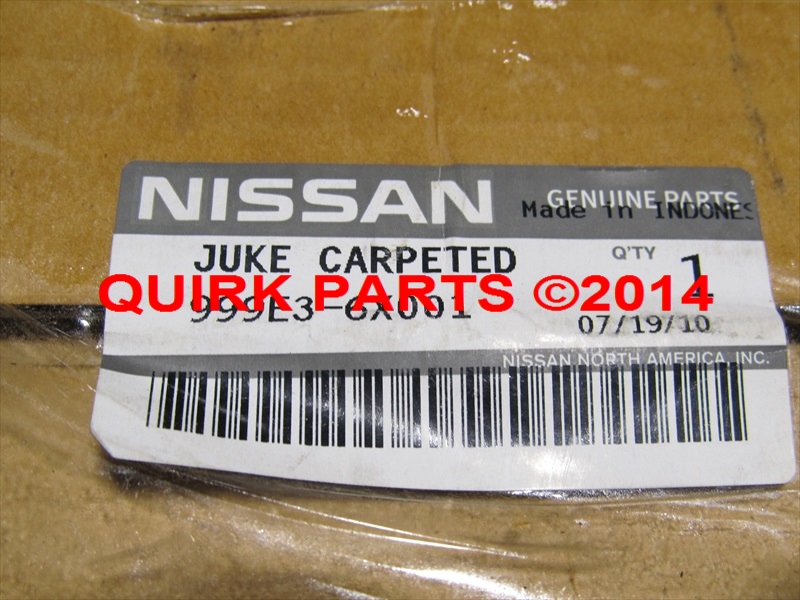 NISSAN
GENUINE PARTS
Made in INDONES
JUKE CARPETED
Q'TY
1
QUIRK PARTS ©2014
999E3-6X001
07/19/10
NISSAN NORTH AMERICA, INC.